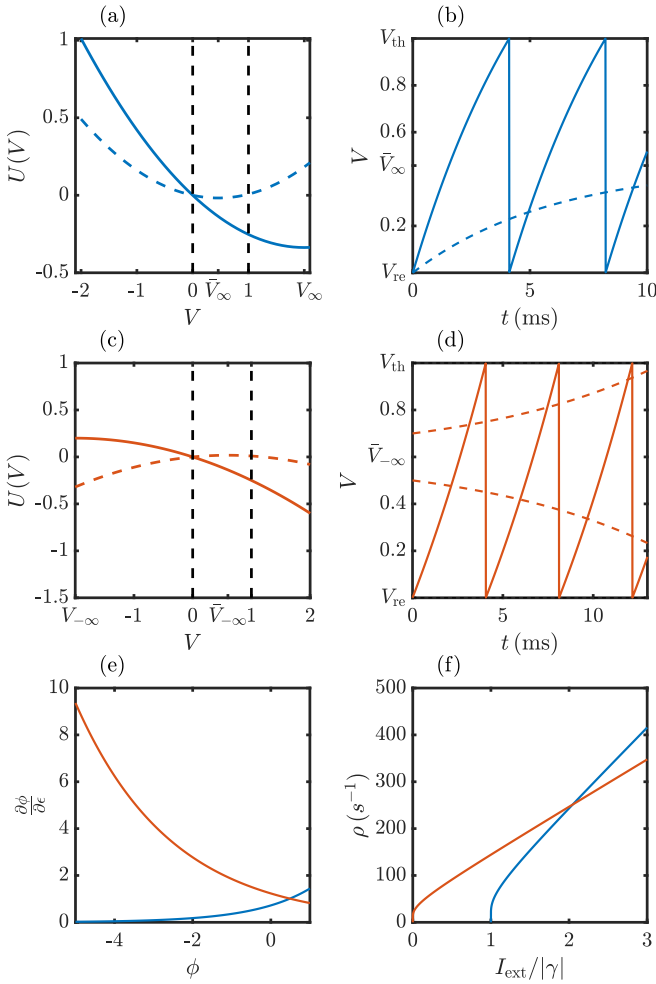 (a)
(b)
1
0.5
0
-0.5
U(V)
-2 -1 0 V̄∞ 1 V∞
V
Vth
0.8
0.6
V̄∞
0.2
Vre
V
0 5 10
t (ms)
(c)
(d)
1
0.5
0
-0.5
-1
-1.5
U(V)
V−∞ -1 0 V̄−∞ 1 2
V
Vth
0.8
V̄−∞
0.4
0.2
Vre
V
0 5 10
t (ms)
(e)
(f)
10
8
6
4
2
0
∂ϕ/∂ϵ
-4 -2 0
ϕ
500
400
300
200
100
0
ρ (s⁻¹)
0 1 2 3
Iext/|γ|